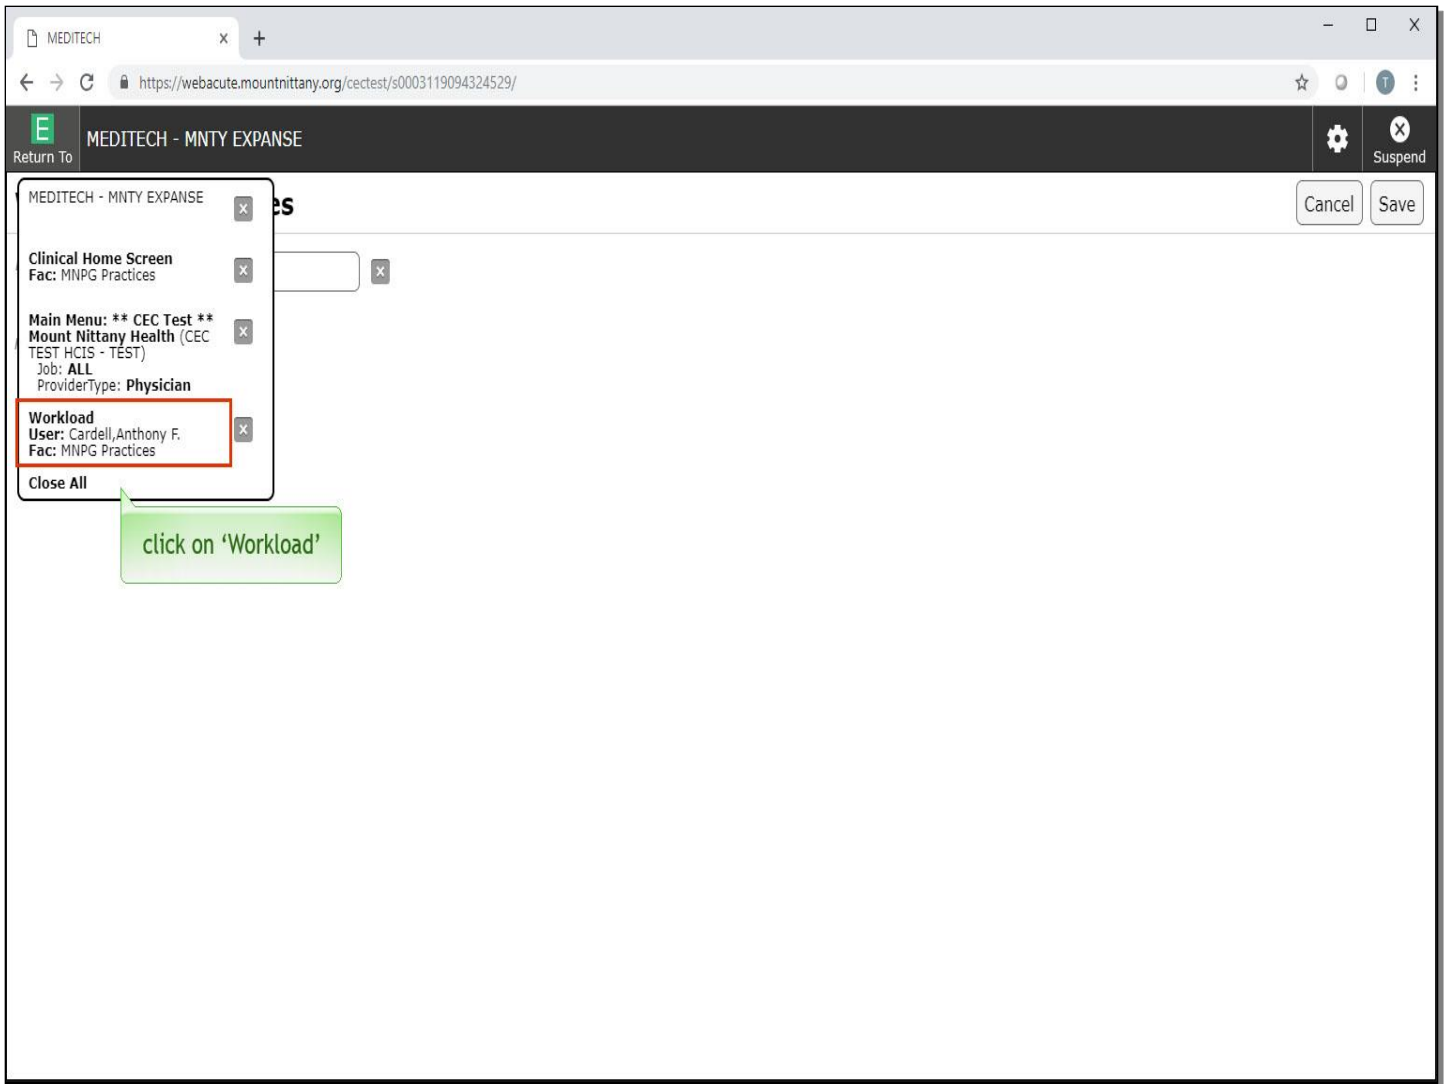 MEDITECH x +
https://webacute.mountnittany.org/cectest/s0003119094324529/ T
E
Return To
MEDITECH - MNTY EXPANSE
Suspend
MEDITECH - MNTY EXPANSE x
es
Cancel Save
Clinical Home Screen
Fac: MNPG Practices x
x
Main Menu: ** CEC Test **
Mount Nittany Health (CEC x
TEST HCIS - TEST)
Job: ALL
ProviderType: Physician
Workload
User: Cardell,Anthony F. x
Fac: MNPG Practices
Close All
click on ‘Workload’